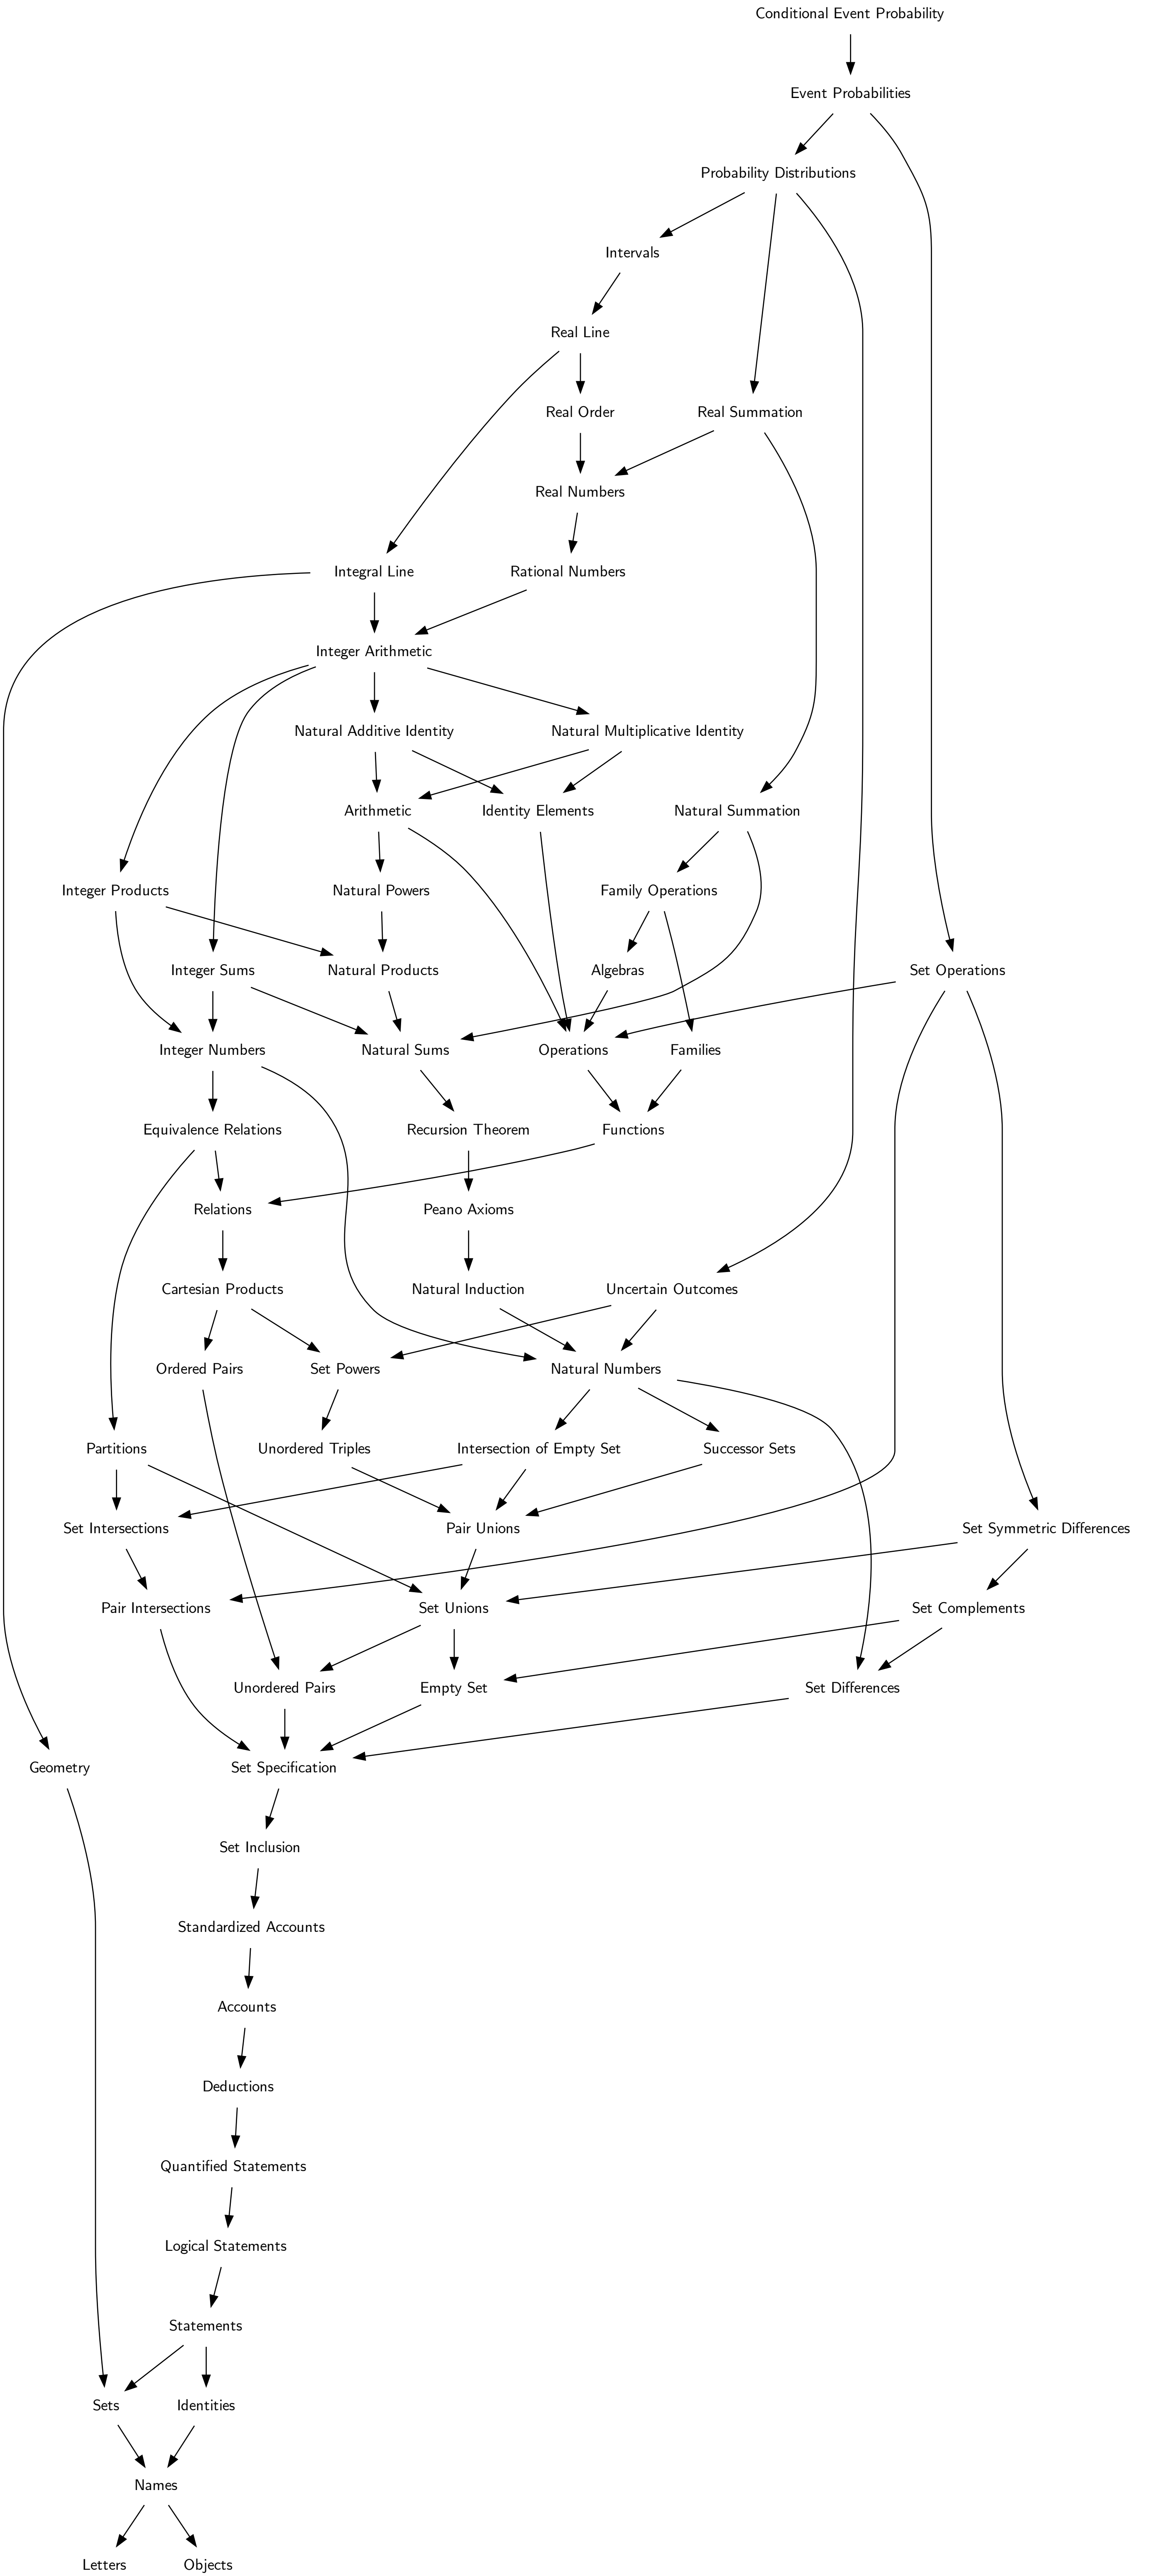 Conditional Event Probability
Event Probabilities
Probability Distributions
Intervals
Real Line
Real Order
Real Summation
Real Numbers
Integral Line
Rational Numbers
Integer Arithmetic
Natural Additive Identity
Natural Multiplicative Identity
Arithmetic
Identity Elements
Natural Summation
Integer Products
Natural Powers
Family Operations
Integer Sums
Natural Products
Algebras
Set Operations
Integer Numbers
Natural Sums
Operations
Families
Equivalence Relations
Recursion Theorem
Functions
Relations
Peano Axioms
Cartesian Products
Natural Induction
Uncertain Outcomes
Ordered Pairs
Set Powers
Natural Numbers
Partitions
Unordered Triples
Intersection of Empty Set
Successor Sets
Set Intersections
Pair Unions
Set Symmetric Differences
Pair Intersections
Set Unions
Set Complements
Unordered Pairs
Empty Set
Set Differences
Geometry
Set Specification
Set Inclusion
Standardized Accounts
Accounts
Deductions
Quantified Statements
Logical Statements
Statements
Sets
Identities
Names
Letters
Objects